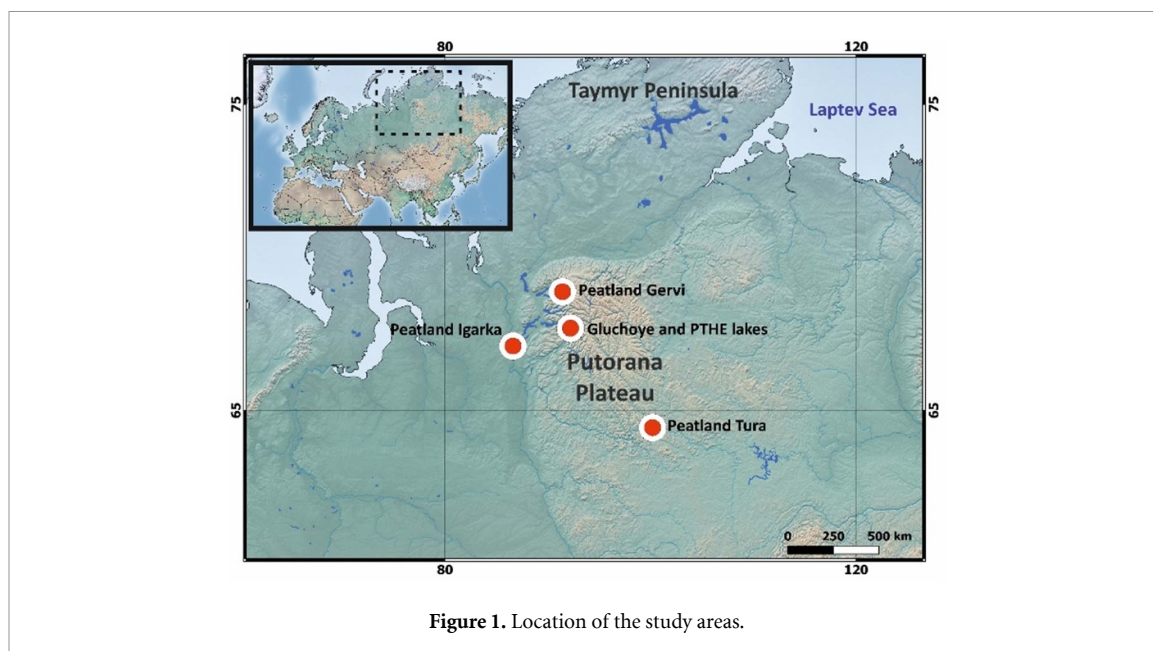 80
120
Taymyr Peninsula
75
75
Laptev Sea
Peatland Gervi
Peatland Igarka
Gluchoye and PTHE lakes
Putorana
Plateau
65
65
Peatland Tura
0 250 500 km
80
120
Figure 1. Location of the study areas.